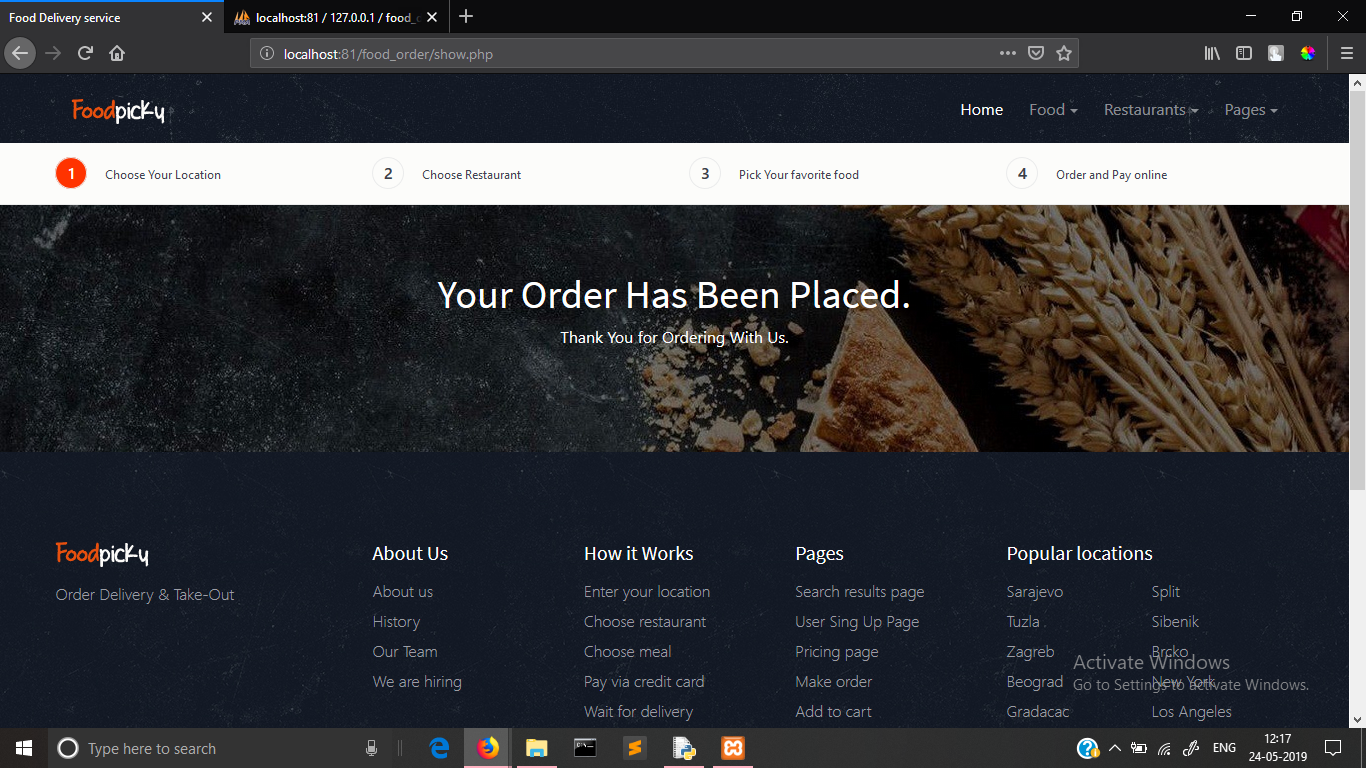 Food Delivery service
localhost:81 / 127.0.0.1 / food_
localhost:81/food_order/show.php
Foodpicky
Home Food Restaurants Pages
1 Choose Your Location
2 Choose Restaurant
3 Pick Your favorite food
4 Order and Pay online
Your Order Has Been Placed.
Thank You for Ordering With Us.
Foodpicky
Order Delivery & Take-Out
About Us
About us
History
Our Team
We are hiring
How it Works
Enter your location
Choose restaurant
Choose meal
Pay via credit card
Wait for delivery
Pages
Search results page
User Sing Up Page
Pricing page
Make order
Add to cart
Popular locations
Sarajevo
Tuzla
Zagreb
Beograd
Gradacac
Split
Sibenik
Brcko
New York
Los Angeles
Activate Windows
Go to Settings to activate Windows.
Type here to search
ENG
12:17
24-05-2019